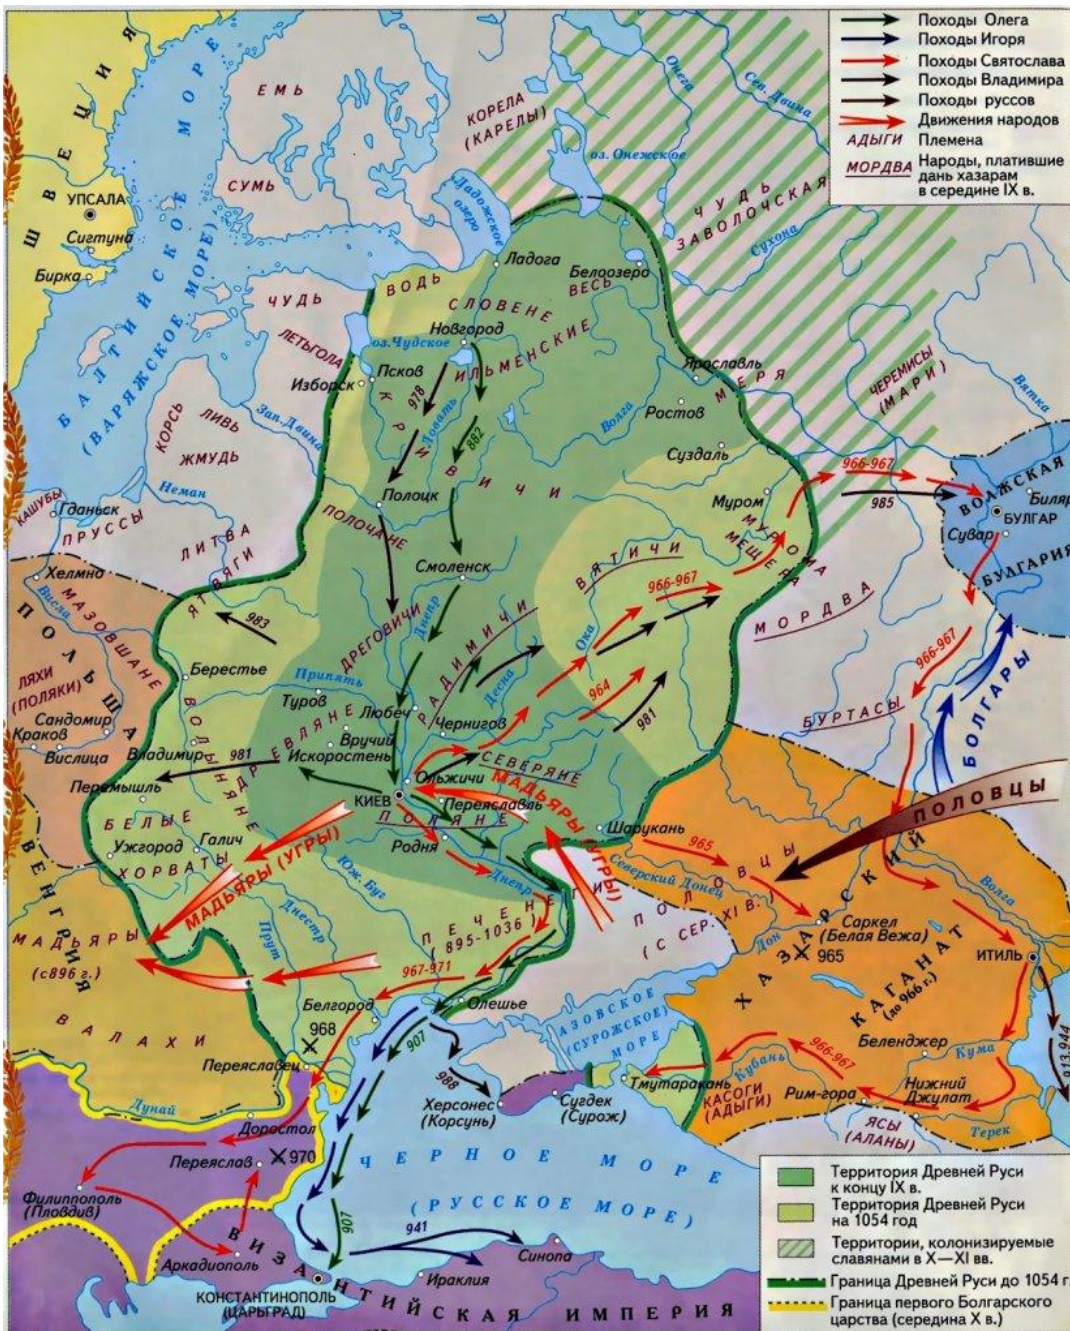 Походы Олега
Походы Игоря
Походы Святослава
Походы Владимира
Походы руссов
Движения народов
АДЫГИ Племена
МОРДВА Народы, платившие
дань хазарам
в середине IX в.
ШВЕЦИЯ
УПСАЛА
Сигтуна
Бирка
БАЛТИЙСКОЕ МОРЕ
(ВАРЯЖСКОЕ МОРЕ)
ЕМЬ
СУМЬ
КОРЕЛА
(КАРЕЛЫ)
Онега
Сев. Двина
оз. Онежское
Ладожское
озеро
ЧУДЬ
ЗАВОЛОЧСКАЯ
Сухона
Ладога
Белоозеро
ВЕСЬ
ВОДЬ
ЧУДЬ
СЛОВЕНЕ
ИЛЬМЕНСКИЕ
Новгород
оз.Чудское
ЛЕТЬГОЛА
Изборск
Псков
978
Ловать
882
КРИВИЧИ
Волга
Ярославль
МЕРЯ
Ростов
Суздаль
ЧЕРЕМИСЫ
(МАРИ)
Вятка
КОРСЬ
ЛИВЬ
ЖМУДЬ
Зап. Двина
Неман
Полоцк
ПОЛОЧАНЕ
Муром
МУРОМА
МЕЩЕРА
966-967
985
ВОЛЖСКАЯ
БУЛГАРИЯ
Биляр
БУЛГАР
Сувар
КАШУБЫ
Гданьск
ПРУССЫ
ЛИТВА
ЯТВЯГИ
983
Хелмно
Висла
МАЗОВШАНЕ
ПОЛЬША
ЛЯХИ
(ПОЛЯКИ)
Сандомир
Краков
Вислица
Смоленск
Днепр
ВЯТИЧИ
966-967
Ока
РАДИМИЧИ
ДРЕГОВИЧИ
Десна
964
981
МОРДВА
966-967
БУРТАСЫ
БОЛГАРЫ
Берестье
Припять
Туров
Любеч
Чернигов
ВОЛЫНЯНЕ
ДРЕВЛЯНЕ
Вручий
Искоростень
Владимир
981
СЕВЕРЯНЕ
Ольжичи
КИЕВ
Переяславль
ПОЛЯНЕ
МАДЬЯРЫ (УГРЫ)
Перемышль
БЕЛЫЕ
ХОРВАТЫ
Галич
Ужгород
ВЕНГРИЯ
МАДЬЯРЫ (УГРЫ)
Родня
Днепр
Юж. Буг
Днестр
Прут
Шарукань
965
Северский Донец
ПОЛОВЦЫ
ПОЛОВЦЫ
(С СЕР. XI В.)
Дон
Волга
Саркел
(Белая Вежа)
965
ИТИЛЬ
ХАЗАРСКИЙ
КАГАНАТ
(до 966 г.)
МАДЬЯРЫ
(с896 г.)
ПЕЧЕНЕГИ
(895-1036)
967-971
Белгород
Олешье
968
907
988
АЗОВСКОЕ
(СУРОЖСКОЕ)
МОРЕ
Беленджер
Кума
913,944
966-967
Кубань
Тмутаракань
КАСОГИ
(АДЫГИ)
Рим-гора
Нижний
Джулат
ЯСЫ
(АЛАНЫ)
Терек
ВАЛАХИ
Переяславец
Дунай
Доростол
Переяслав
970
Филиппополь
(Пловдив)
Аркадиополь
Херсонес
(Корсунь)
Сугдек
(Сурож)
ЧЕРНОЕ МОРЕ
(РУССКОЕ МОРЕ)
907
941
Синопа
Ираклия
КОНСТАНТИНОПОЛЬ
(ЦАРЬГРАД)
ВИЗАНТИЙСКАЯ ИМПЕРИЯ
Территория Древней Руси
к концу IX в.
Территория Древней Руси
на 1054 год
Территории, колонизируемые
славянами в X—XI вв.
Граница Древней Руси до 1054 г.
Граница первого Болгарского
царства (середина X в.)